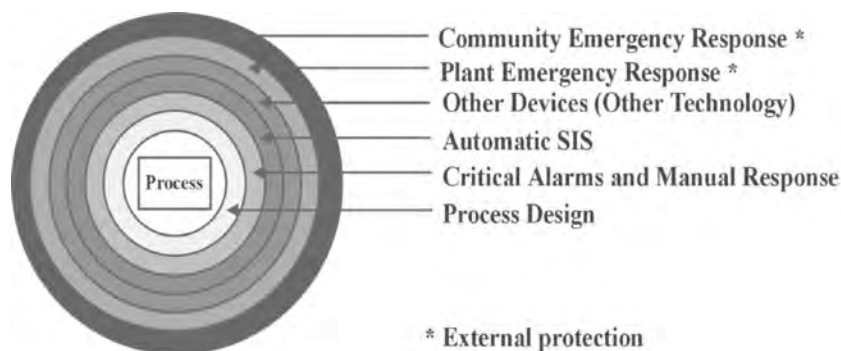 Community Emergency Response *
Plant Emergency Response *
Other Devices (Other Technology)
Automatic SIS
Critical Alarms and Manual Response
Process
Process Design
* External protection